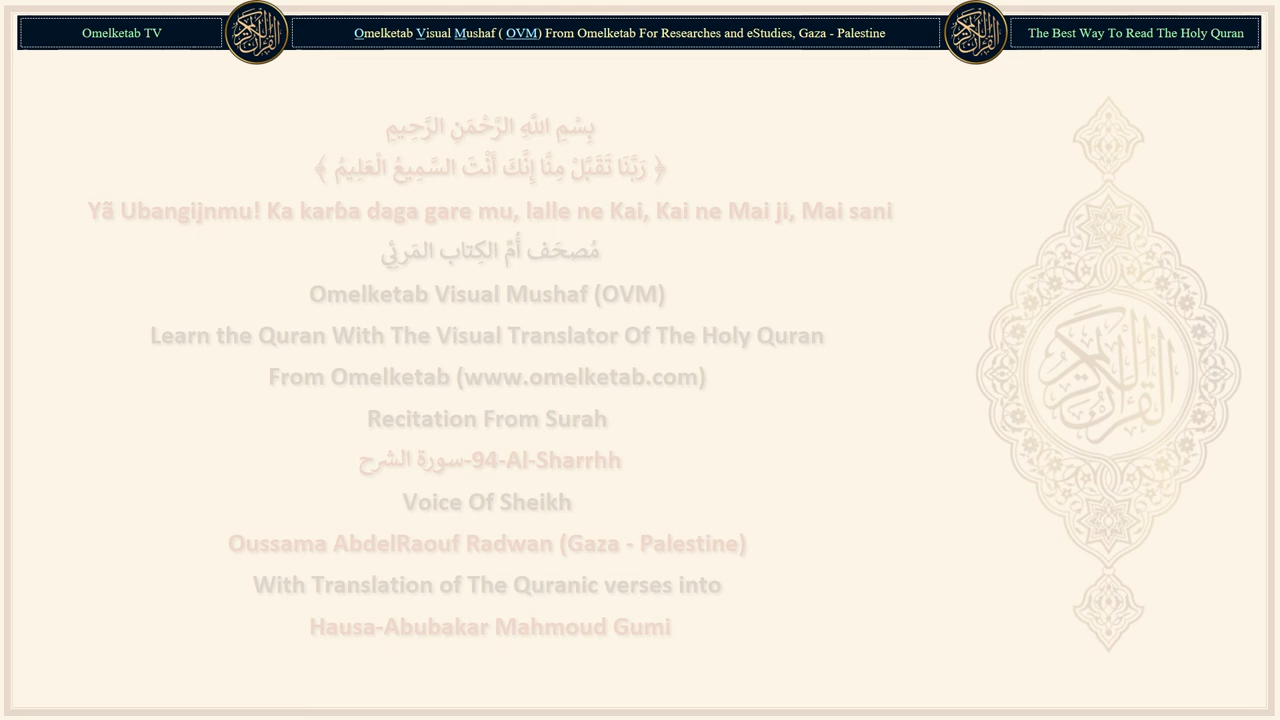 Omelketab TV
Omelketab Visual Mushaf ( OVM) From Omelketab For Researches and eStudies, Gaza - Palestine
The Best Way To Read The Holy Quran
بِسْمِ اللَّهِ الرَّحْمَنِ الرَّحِيمِ
﴿ رَبَّنَا تَقَبَّلْ مِنَّا إِنَّكَ أَنْتَ السَّمِيعُ الْعَلِيمُ ﴾
Yã Ubangijnmu! Ka karɓa daga gare mu, lalle ne Kai, Kai ne Mai ji, Mai sani
مُصحَف أُمِّ الكِتاب المَرئِي
Omelketab Visual Mushaf (OVM)
Learn the Quran With The Visual Translator Of The Holy Quran
From Omelketab (www.omelketab.com)
Recitation From Surah
سورة الشرح-94-Al-Sharrhh
Voice Of Sheikh
Oussama AbdelRaouf Radwan (Gaza - Palestine)
With Translation of The Quranic verses into
Hausa-Abubakar Mahmoud Gumi
القرآن الكريم